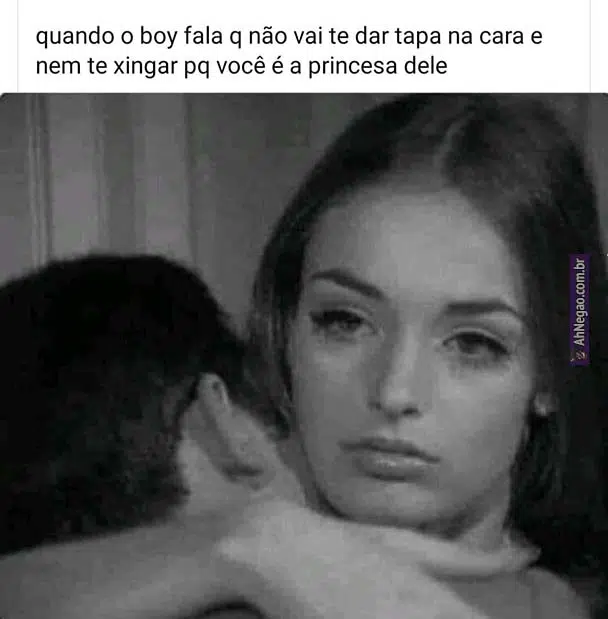 quando o boy fala q não vai te dar tapa na cara e
nem te xingar pq você é a princesa dele
AhNegao.com.br